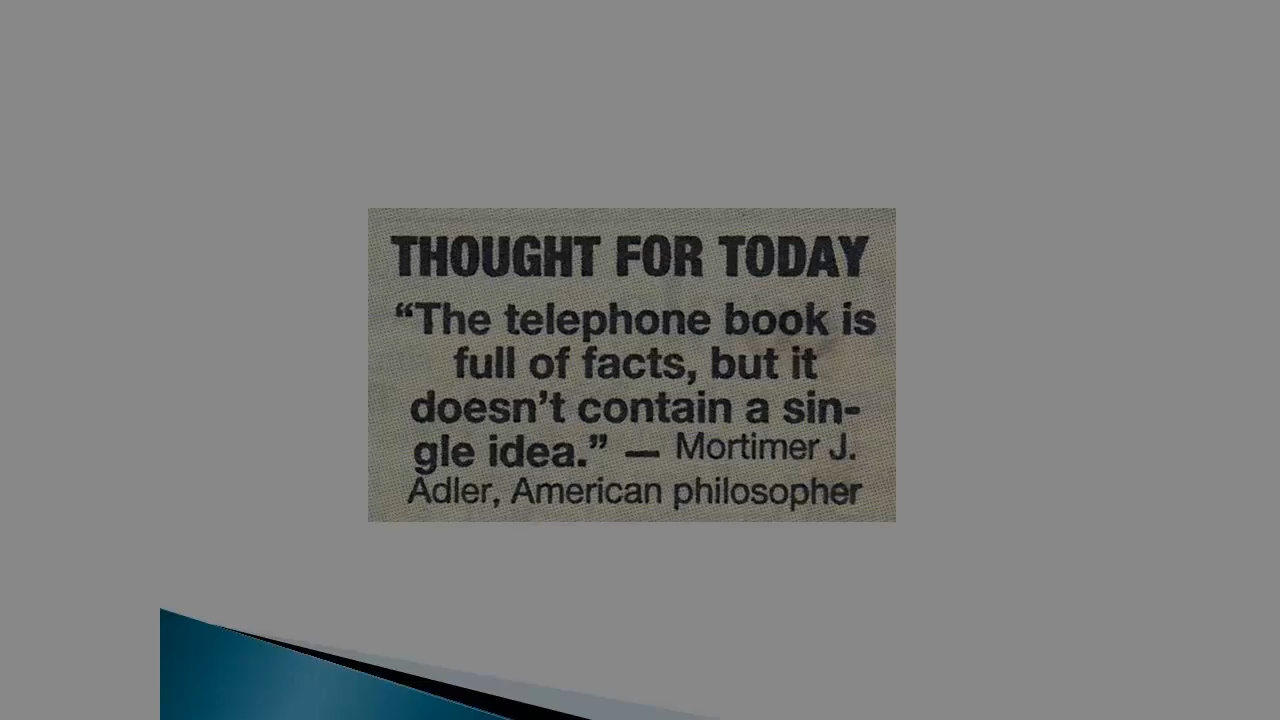 THOUGHT FOR TODAY
“The telephone book is
full of facts, but it
doesn’t contain a sin-
gle idea.” — Mortimer J.
Adler, American philosopher